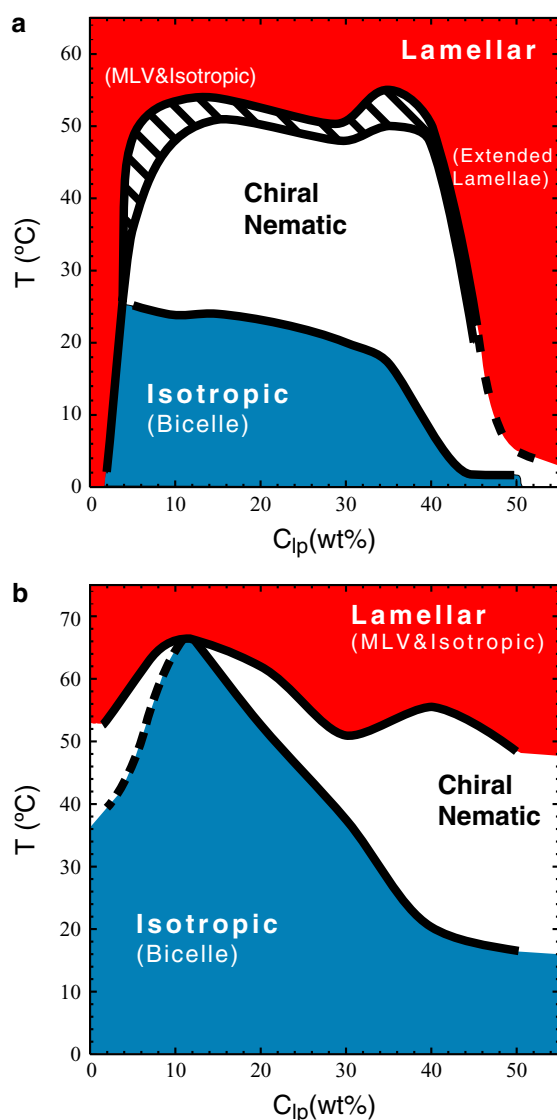 a
Lamellar
(MLV&Isotropic)
(Extended
Lamellae)
Chiral
Nematic
Isotropic
(Bicelle)
T (ºC)
60
50
40
30
20
10
0
0 10 20 30 40 50
Clp(wt%)
b
Lamellar
(MLV&Isotropic)
Chiral
Nematic
Isotropic
(Bicelle)
T (ºC)
70
60
50
40
30
20
10
0
0 10 20 30 40 50
Clp(wt%)